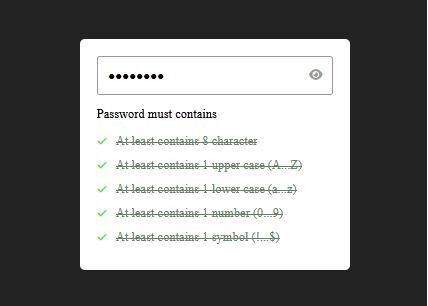 ••••••••
Password must contains
At least contains 8 character
At least contains 1 upper case (A...Z)
At least contains 1 lower case (a...z)
At least contains 1 number (0...9)
At least contains 1 symbol (!...$)